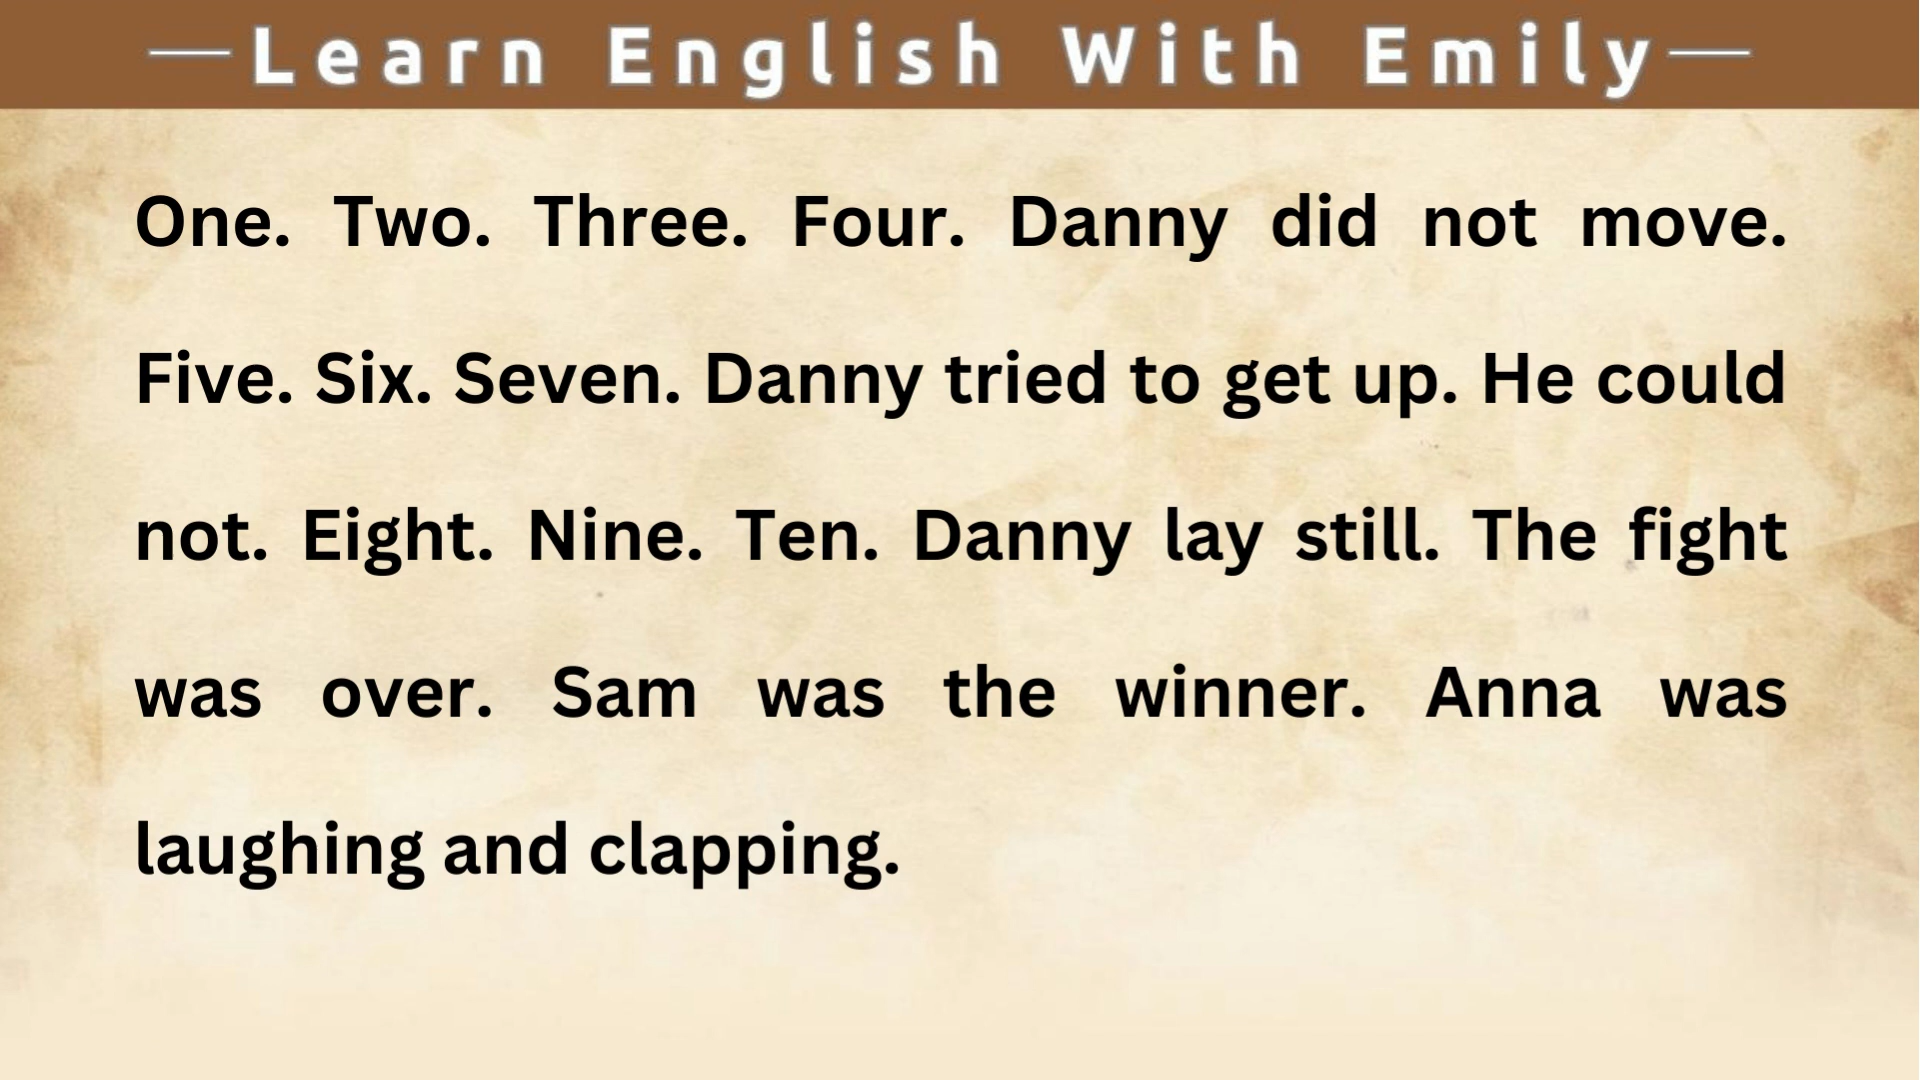 Learn English With Emily
One. Two. Three. Four. Danny did not move.
Five. Six. Seven. Danny tried to get up. He could
not. Eight. Nine. Ten. Danny lay still. The fight
was over. Sam was the winner. Anna was
laughing and clapping.